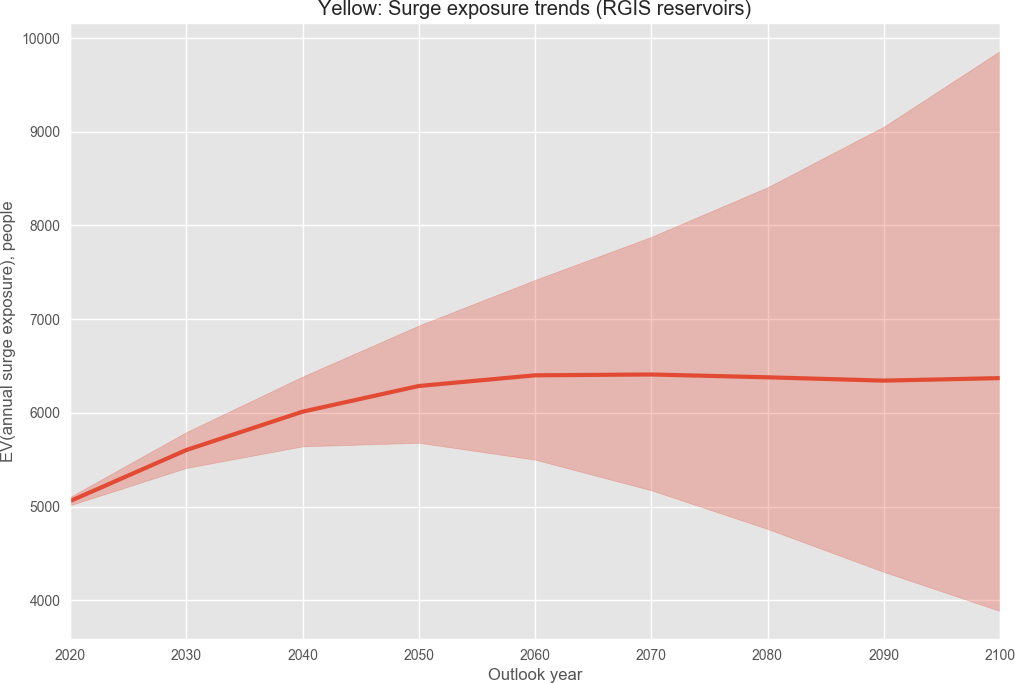 Yellow: Surge exposure trends (RGIS reservoirs)
EV(annual surge exposure), people
10000
9000
8000
7000
6000
5000
4000
2020 2030 2040 2050 2060 2070 2080 2090 2100
Outlook year